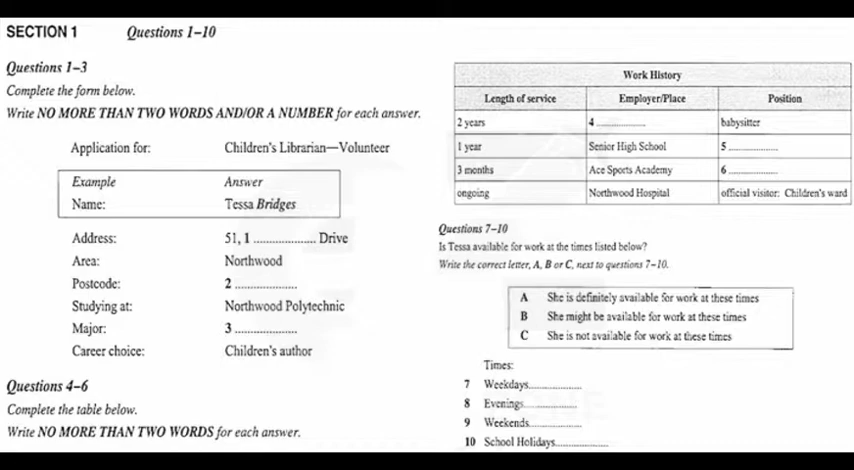 SECTION 1 Questions 1–10
Questions 1–3
Complete the form below.
Write NO MORE THAN TWO WORDS AND/OR A NUMBER for each answer.
Application for: Children's Librarian—Volunteer
Example Answer
Name: Tessa Bridges
Address: 51, 1 .................... Drive
Area: Northwood
Postcode: 2 ....................
Studying at: Northwood Polytechnic
Major: 3 ....................
Career choice: Children's author
Questions 4–6
Complete the table below.
Write NO MORE THAN TWO WORDS for each answer.
Work History
Length of service Employer/Place Position
2 years 4 .................... babysitter
1 year Senior High School 5 ....................
3 months Ace Sports Academy 6 ....................
ongoing Northwood Hospital official visitor: Children's ward
Questions 7–10
Is Tessa available for work at the times listed below?
Write the correct letter, A, B or C, next to questions 7–10.
A She is definitely available for work at these times
B She might be available for work at these times
C She is not available for work at these times
Times:
7 Weekdays....................
8 Evenings....................
9 Weekends....................
10 School Holidays....................